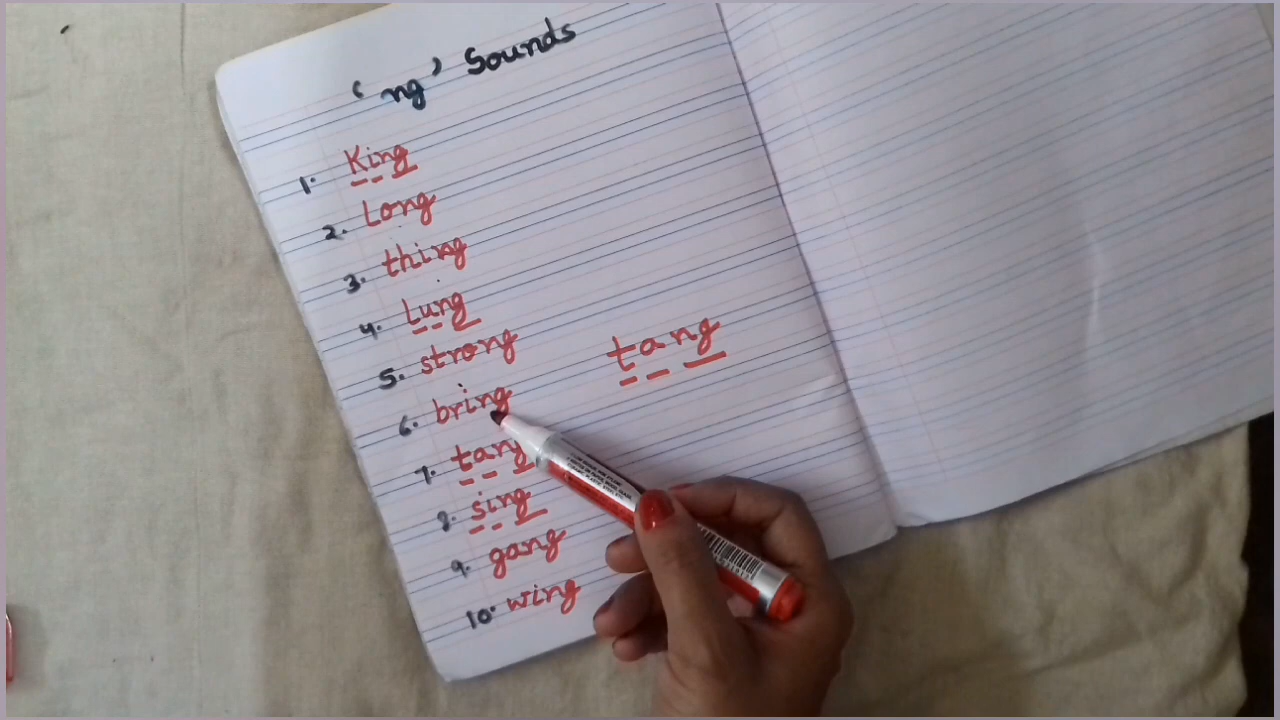 'ng' Sounds
1. King
2. Long
3. thing
4. Lung
5. strong
6. bring
7. tang
8. sing
9. gang
10. wing
tang